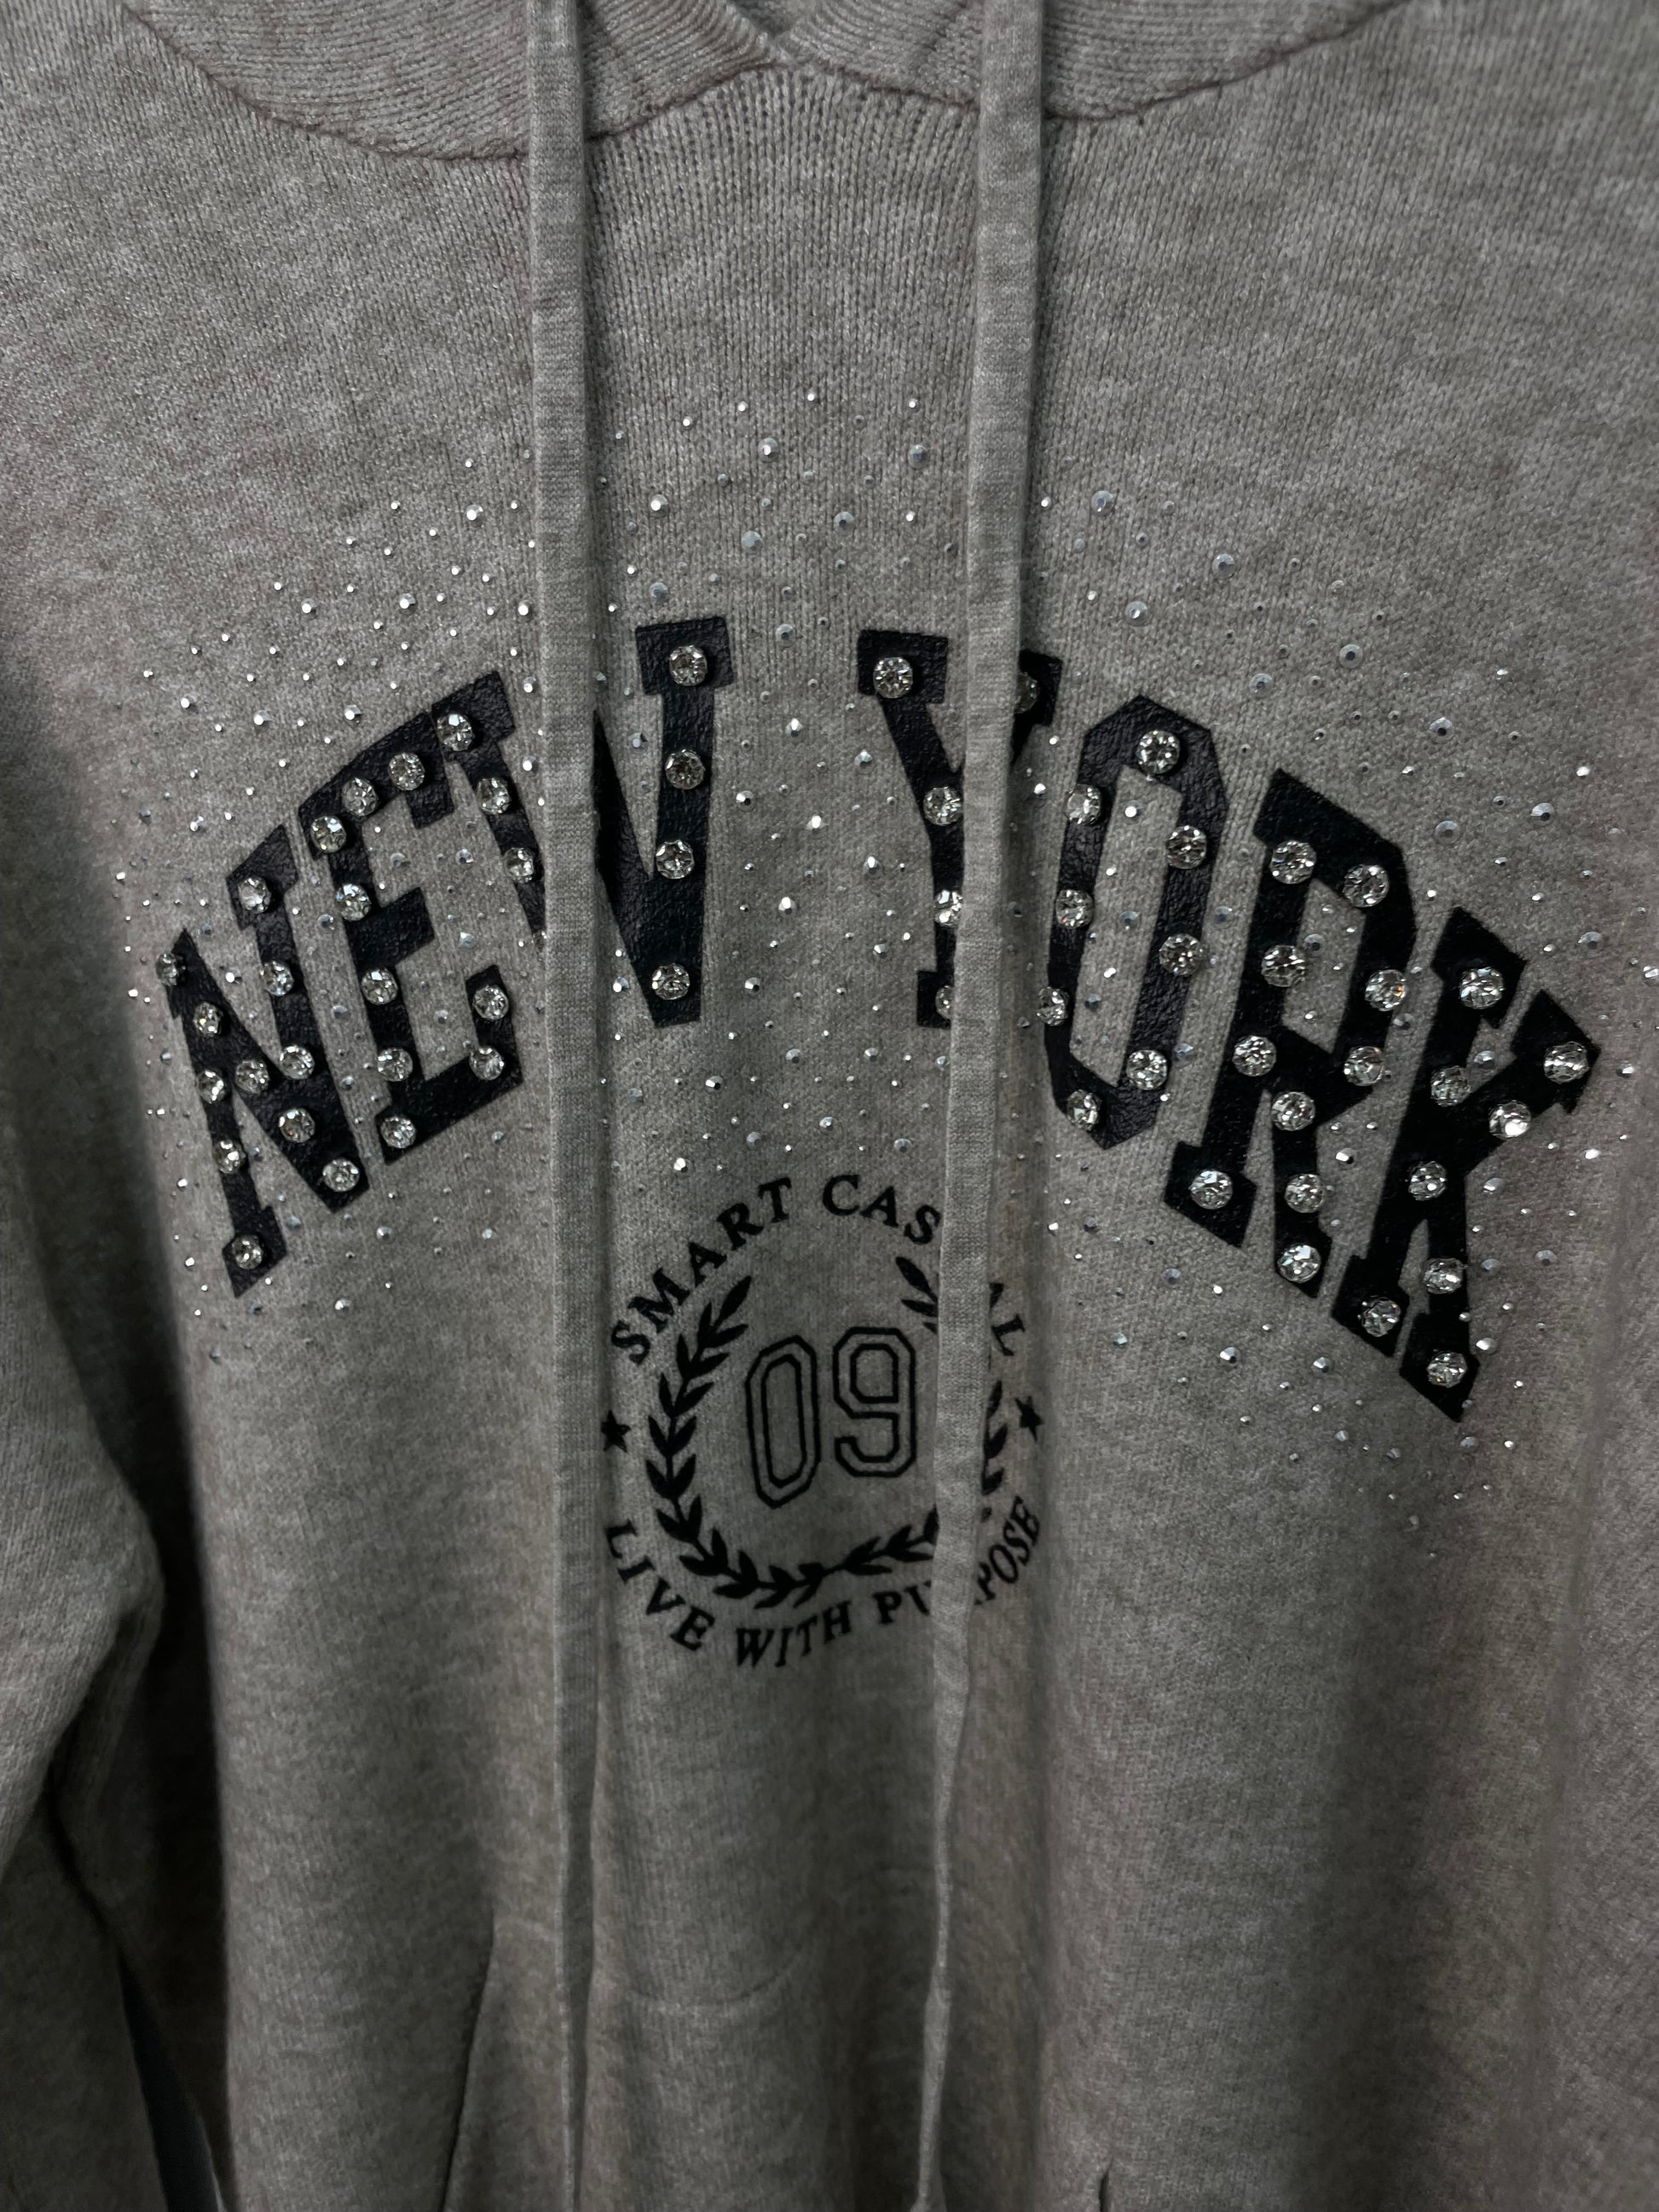 NEW YORK
SMART CASUAL
09
LIVE WITH PURPOSE